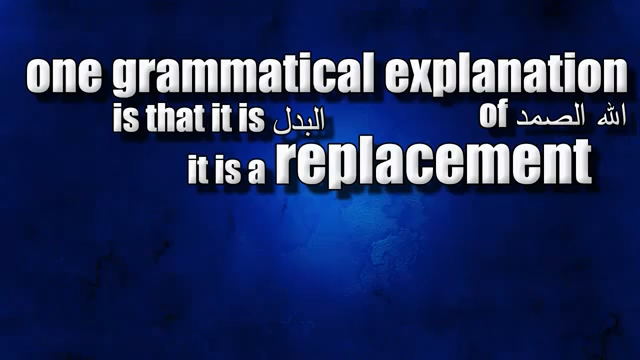 one grammatical explanation
of الله الصمد
is that it is البدل
it is a replacement